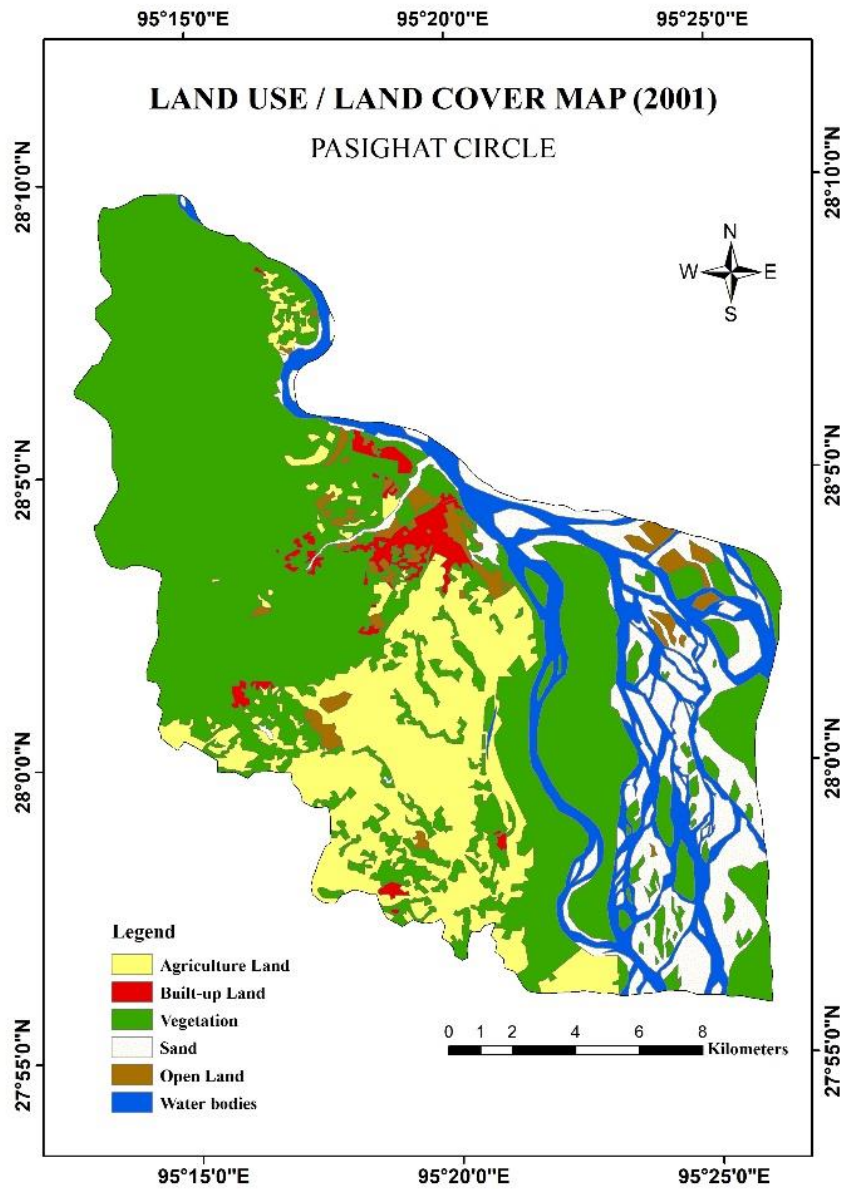 95°15'0"E 95°20'0"E 95°25'0"E
LAND USE / LAND COVER MAP (2001)
PASIGHAT CIRCLE
28°10'0"N 28°10'0"N
N
W E
S
28°5'0"N 28°5'0"N
28°0'0"N 28°0'0"N
Legend
Agriculture Land
Built-up Land
Vegetation
Sand
Open Land
Water bodies
0 1 2 4 6 8
Kilometers
27°55'0"N 27°55'0"N
95°15'0"E 95°20'0"E 95°25'0"E